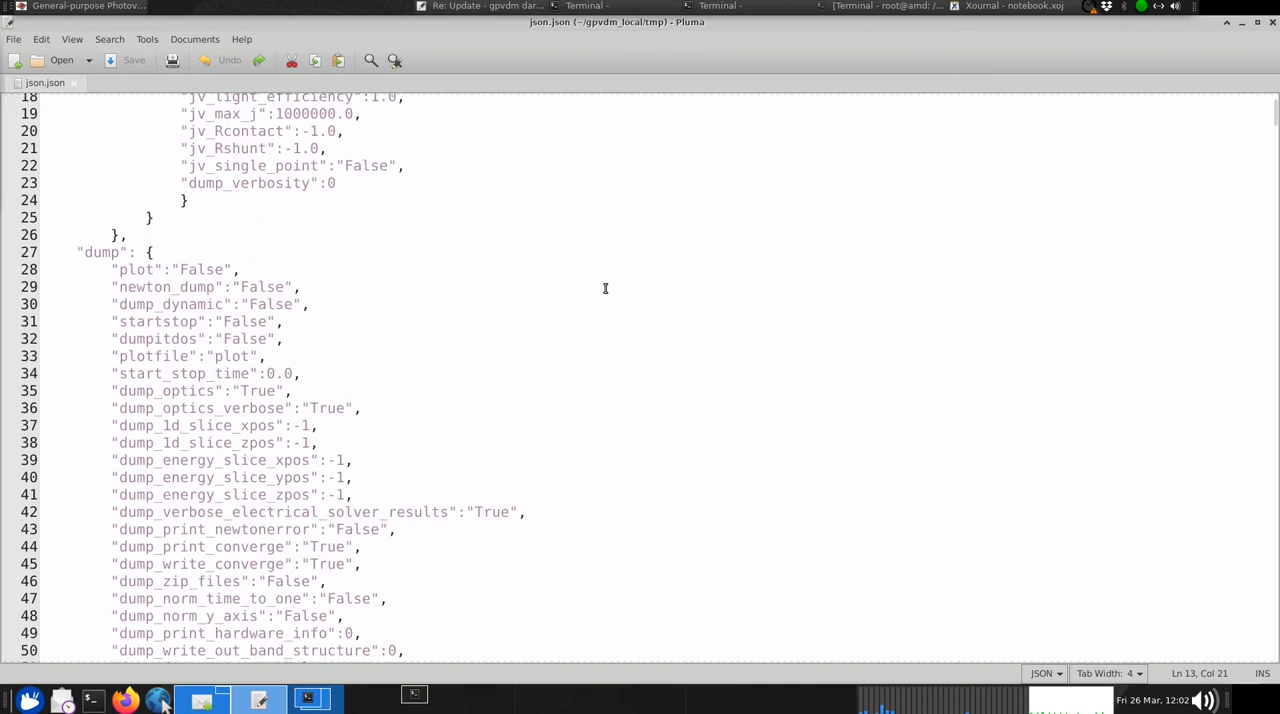 General-purpose Photov...
Re: Update - gpvdm dar...
Terminal -
Terminal -
[Terminal - root@amd: /...
Xournal - notebook.xoj
json.json (~/gpvdm_local/tmp) - Pluma
File Edit View Search Tools Documents Help
Open Save Undo
json.json
18 "jv_light_efficiency":1.0,
19 "jv_max_j":1000000.0,
20 "jv_Rcontact":-1.0,
21 "jv_Rshunt":-1.0,
22 "jv_single_point":"False",
23 "dump_verbosity":0
24 }
25 }
26 },
27 "dump": {
28 "plot":"False",
29 "newton_dump":"False",
30 "dump_dynamic":"False",
31 "startstop":"False",
32 "dumpitdos":"False",
33 "plotfile":"plot",
34 "start_stop_time":0.0,
35 "dump_optics":"True",
36 "dump_optics_verbose":"True",
37 "dump_1d_slice_xpos":-1,
38 "dump_1d_slice_zpos":-1,
39 "dump_energy_slice_xpos":-1,
40 "dump_energy_slice_ypos":-1,
41 "dump_energy_slice_zpos":-1,
42 "dump_verbose_electrical_solver_results":"True",
43 "dump_print_newtonerror":"False",
44 "dump_print_converge":"True",
45 "dump_write_converge":"True",
46 "dump_zip_files":"False",
47 "dump_norm_time_to_one":"False",
48 "dump_norm_y_axis":"False",
49 "dump_print_hardware_info":0,
50 "dump_write_out_band_structure":0,
JSON Tab Width: 4 Ln 13, Col 21 INS
Fri 26 Mar, 12:02